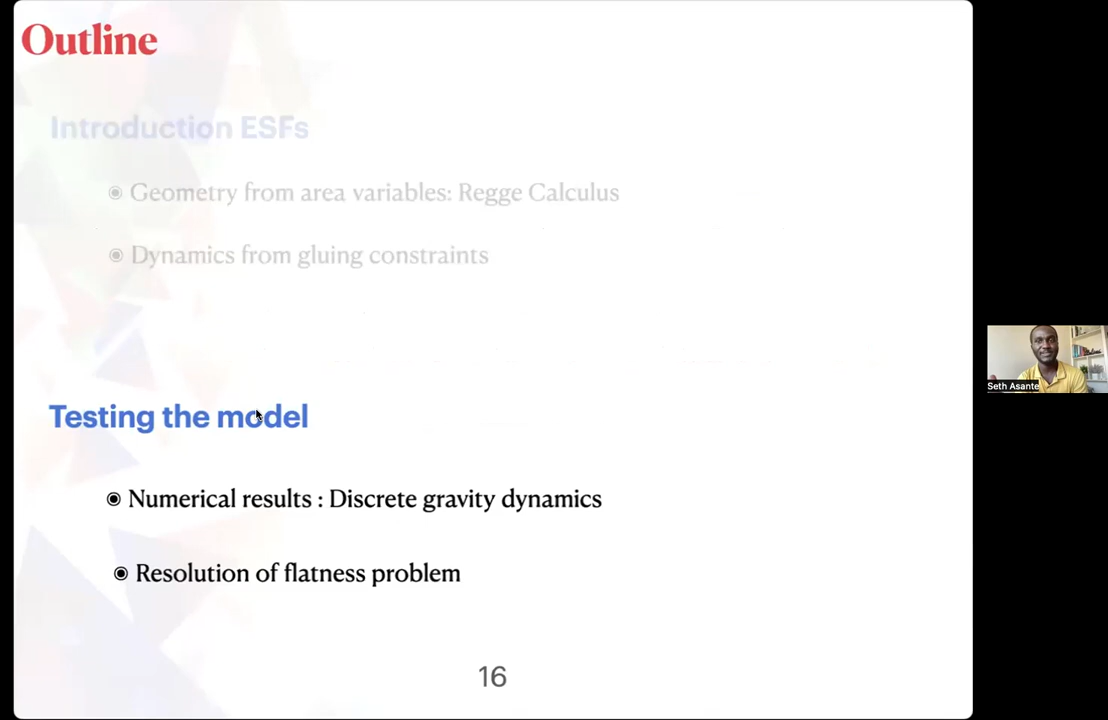 Outline
Introduction ESFs
◉ Geometry from area variables: Regge Calculus
◉ Dynamics from gluing constraints
Testing the model
◉ Numerical results : Discrete gravity dynamics
◉ Resolution of flatness problem
16
Seth Asante